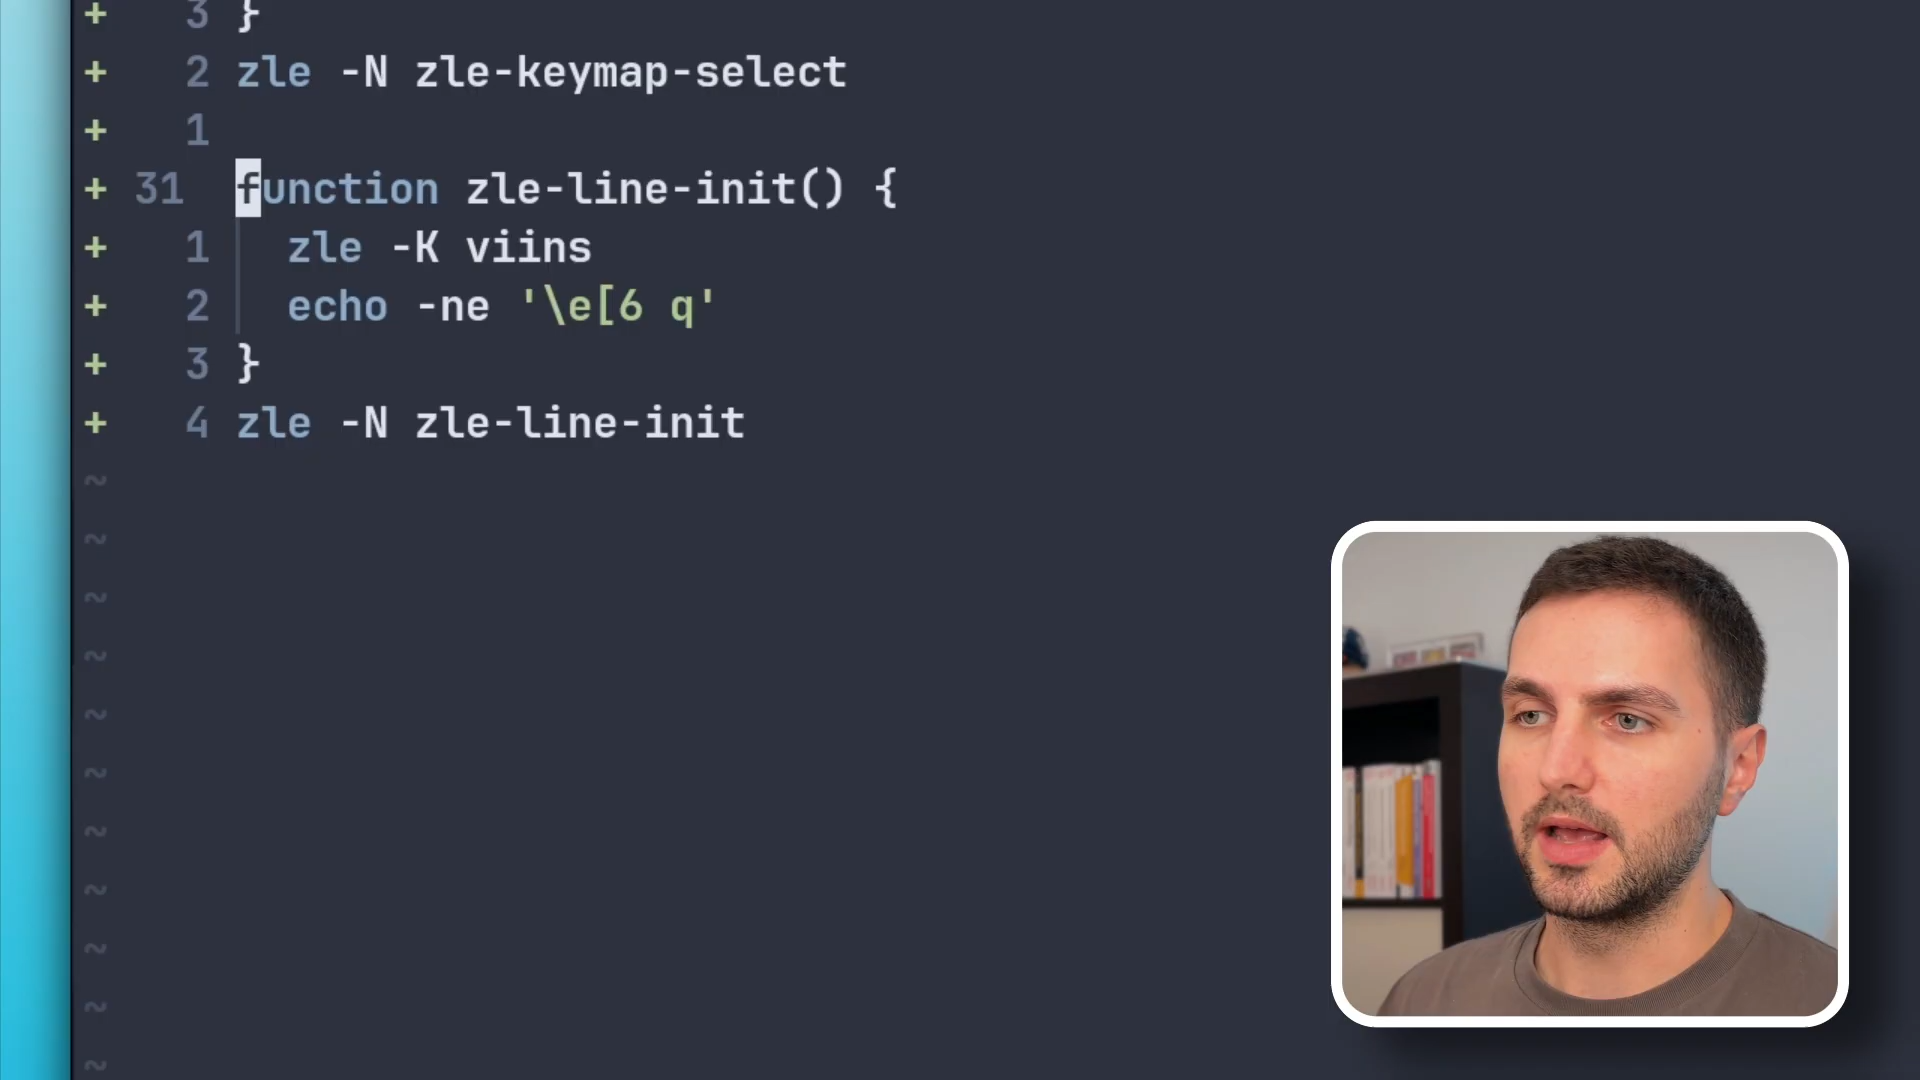 + 3 }
+ 2 zle -N zle-keymap-select
+ 1
+ 31 function zle-line-init() {
+ 1 zle -K viins
+ 2 echo -ne '\e[6 q'
+ 3 }
+ 4 zle -N zle-line-init
~
~
~
~
~
~
~
~
~
~
~